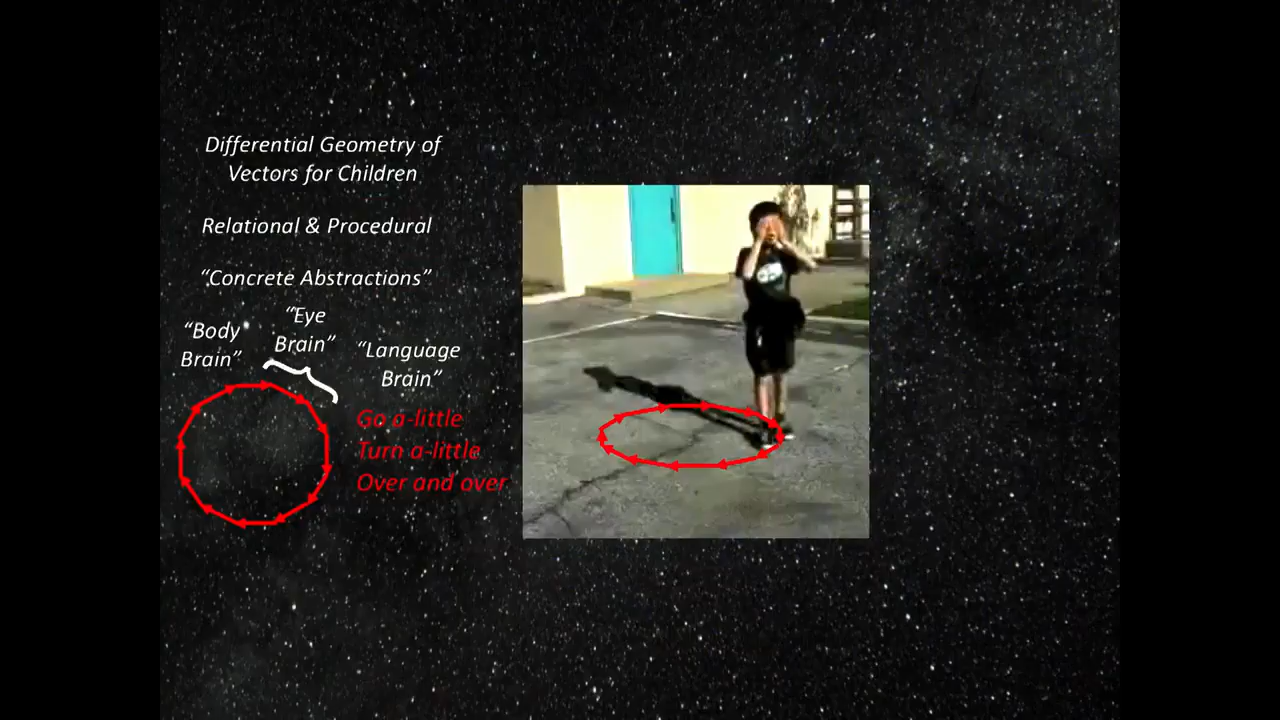 Differential Geometry of
Vectors for Children
Relational & Procedural
“Concrete Abstractions”
“Body
Brain”
“Eye
Brain”
“Language
Brain”
Go a-little
Turn a-little
Over and over